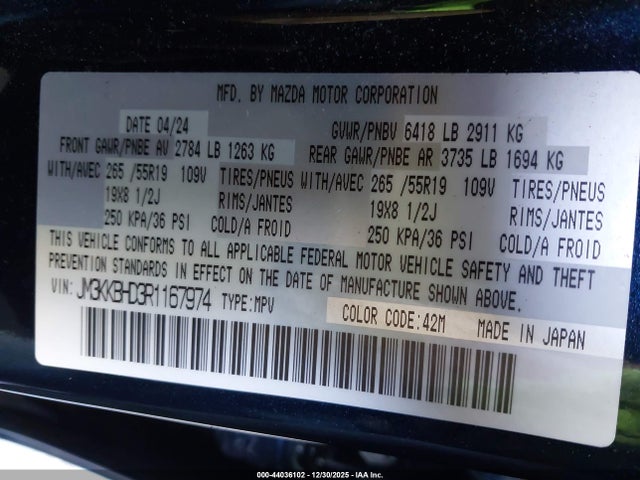 MFD. BY MAZDA MOTOR CORPORATION
DATE 04/24 GVWR/PNBV 6418 LB 2911 KG
FRONT GAWR/PNBE AV 2784 LB 1263 KG REAR GAWR/PNBE AR 3735 LB 1694 KG
WITH/AVEC 265 /55R19 109V TIRES/PNEUS WITH/AVEC 265 /55R19 109V TIRES/PNEUS
19X8 1/2J RIMS/JANTES 19X8 1/2J RIMS/JANTES
250 KPA/36 PSI COLD/A FROID 250 KPA/36 PSI COLD/A FROID
THIS VEHICLE CONFORMS TO ALL APPLICABLE FEDERAL MOTOR VEHICLE SAFETY AND THEFT
PREVENTION STANDARDS IN EFFECT ON THE DATE OF MANUFACTURE SHOWN ABOVE.
VIN: JM3KKBHD3R1167974 TYPE:MPV
COLOR CODE:42M MADE IN JAPAN
000-44036102 - 12/30/2025 - IAA Inc.